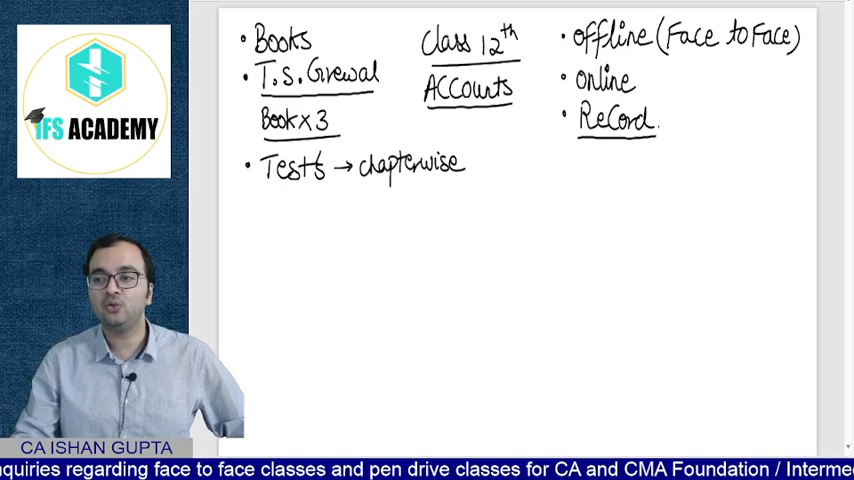 • Books
• T.S. Grewal
Book x 3
• Tests → chapterwise
Class 12th
Accounts
• offline (Face to Face)
• online
• Record.
IFS ACADEMY
CA ISHAN GUPTA
nquiries regarding face to face classes and pen drive classes for CA and CMA Foundation / Interme